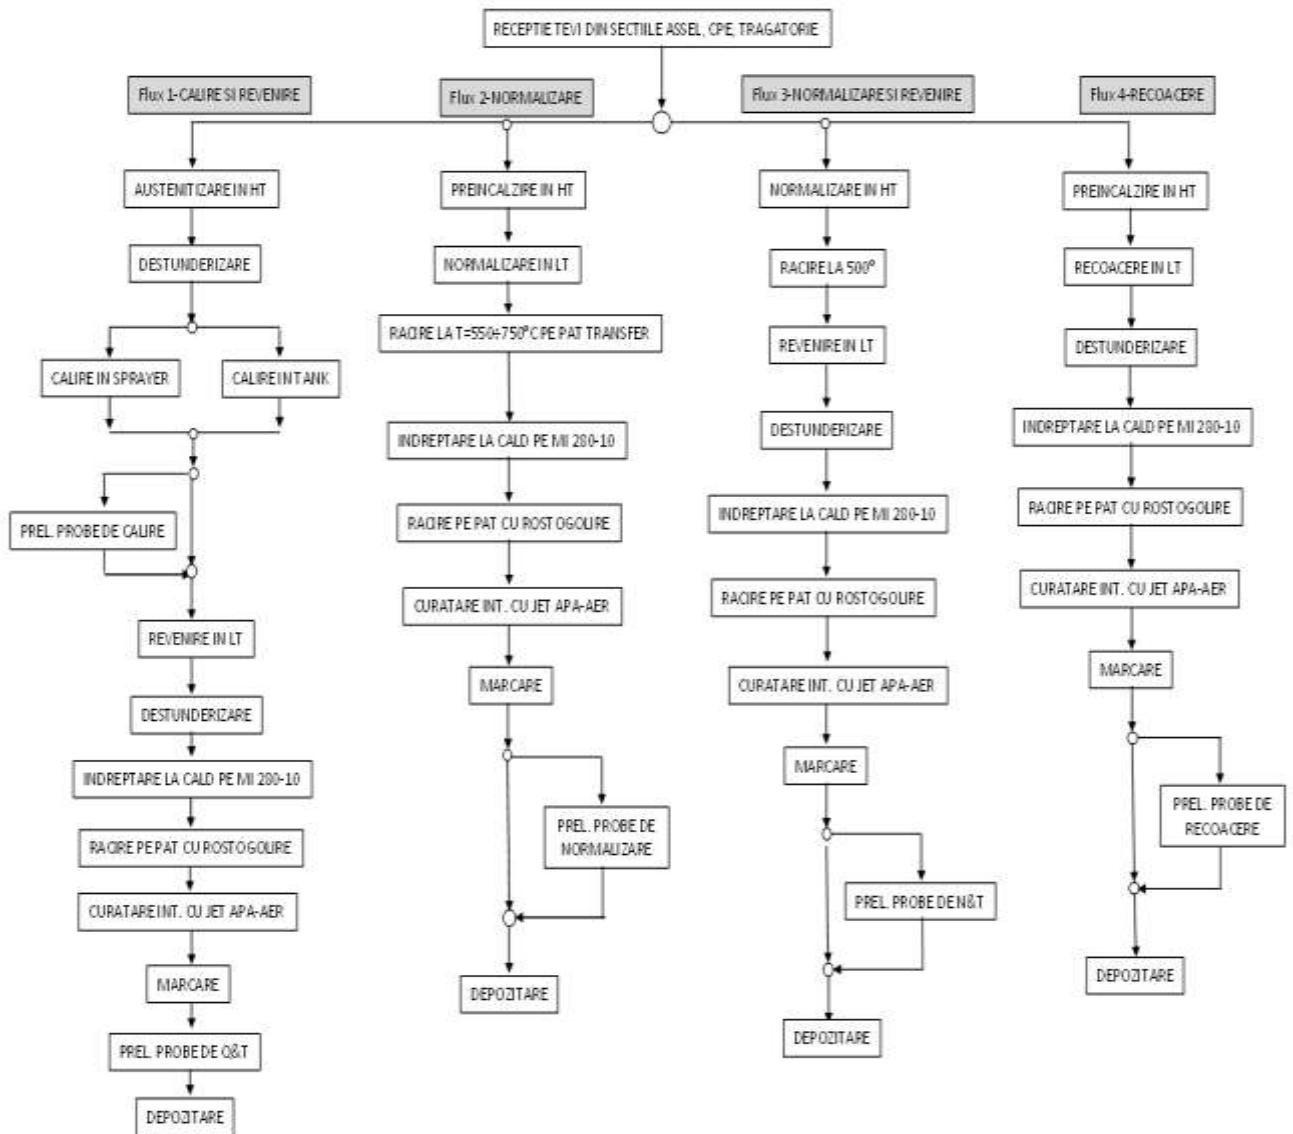 RECEPTIE TEVI DIN SECTIILE ASSEL, CPE, TRAGATORIE
Flux 1-CALIRE SI REVENIRE
AUSTENITIZARE IN HT
DESTUNDERIZARE
CALIRE IN SPRAYER
CALIRE IN TANK
PREL. PROBE DE CALIRE
REVENIRE IN LT
DESTUNDERIZARE
INDREPTARE LA CALD PE MI 280-10
RACIRE PE PAT CU ROSTOGOLIRE
CURATARE INT. CU JET APA-AER
MARCARE
PREL. PROBE DE Q&T
DEPOZITARE
Flux 2-NORMALIZARE
PREINCALZIRE IN HT
NORMALIZARE IN LT
RACIRE LA T=550÷750°C PE PAT TRANSFER
INDREPTARE LA CALD PE MI 280-10
RACIRE PE PAT CU ROSTOGOLIRE
CURATARE INT. CU JET APA-AER
MARCARE
PREL. PROBE DE
NORMALIZARE
DEPOZITARE
Flux 3-NORMALIZARE SI REVENIRE
NORMALIZARE IN HT
RACIRE LA 500°
REVENIRE IN LT
DESTUNDERIZARE
INDREPTARE LA CALD PE MI 280-10
RACIRE PE PAT CU ROSTOGOLIRE
CURATARE INT. CU JET APA-AER
MARCARE
PREL. PROBE DE N&T
DEPOZITARE
Flux 4-RECOACERE
PREINCALZIRE IN HT
RECOACERE IN LT
DESTUNDERIZARE
INDREPTARE LA CALD PE MI 280-10
RACIRE PE PAT CU ROSTOGOLIRE
CURATARE INT. CU JET APA-AER
MARCARE
PREL. PROBE DE
RECOACERE
DEPOZITARE